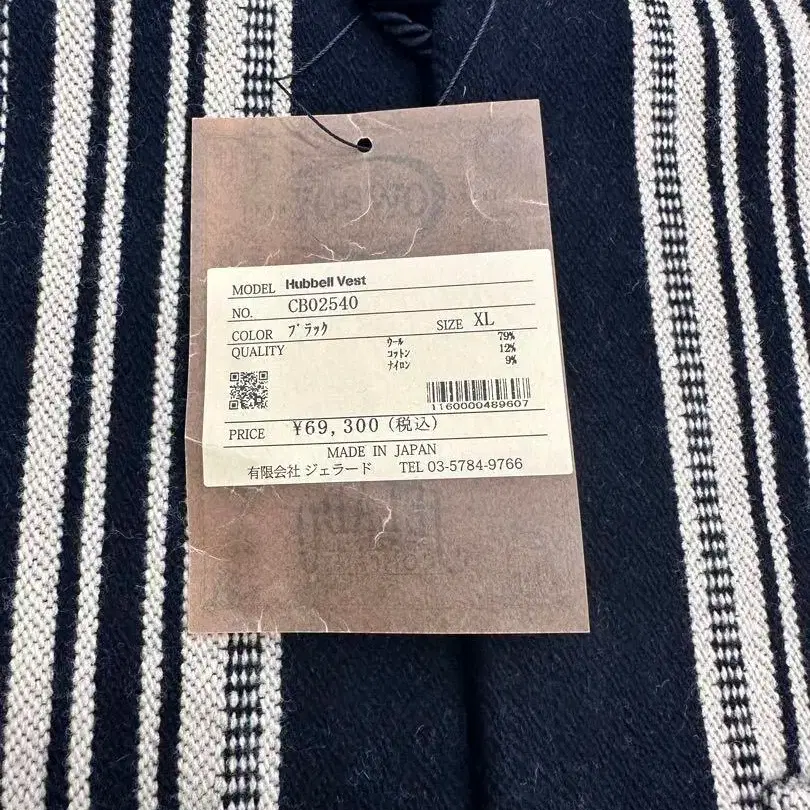 MODEL Hubbell Vest
NO. CB02540
COLOR ブラック SIZE XL
QUALITY ウール 79%
コットン 12%
ナイロン 9%
1160000489607
PRICE ¥69,300(税込)
MADE IN JAPAN
有限会社 ジェラード TEL 03-5784-9766